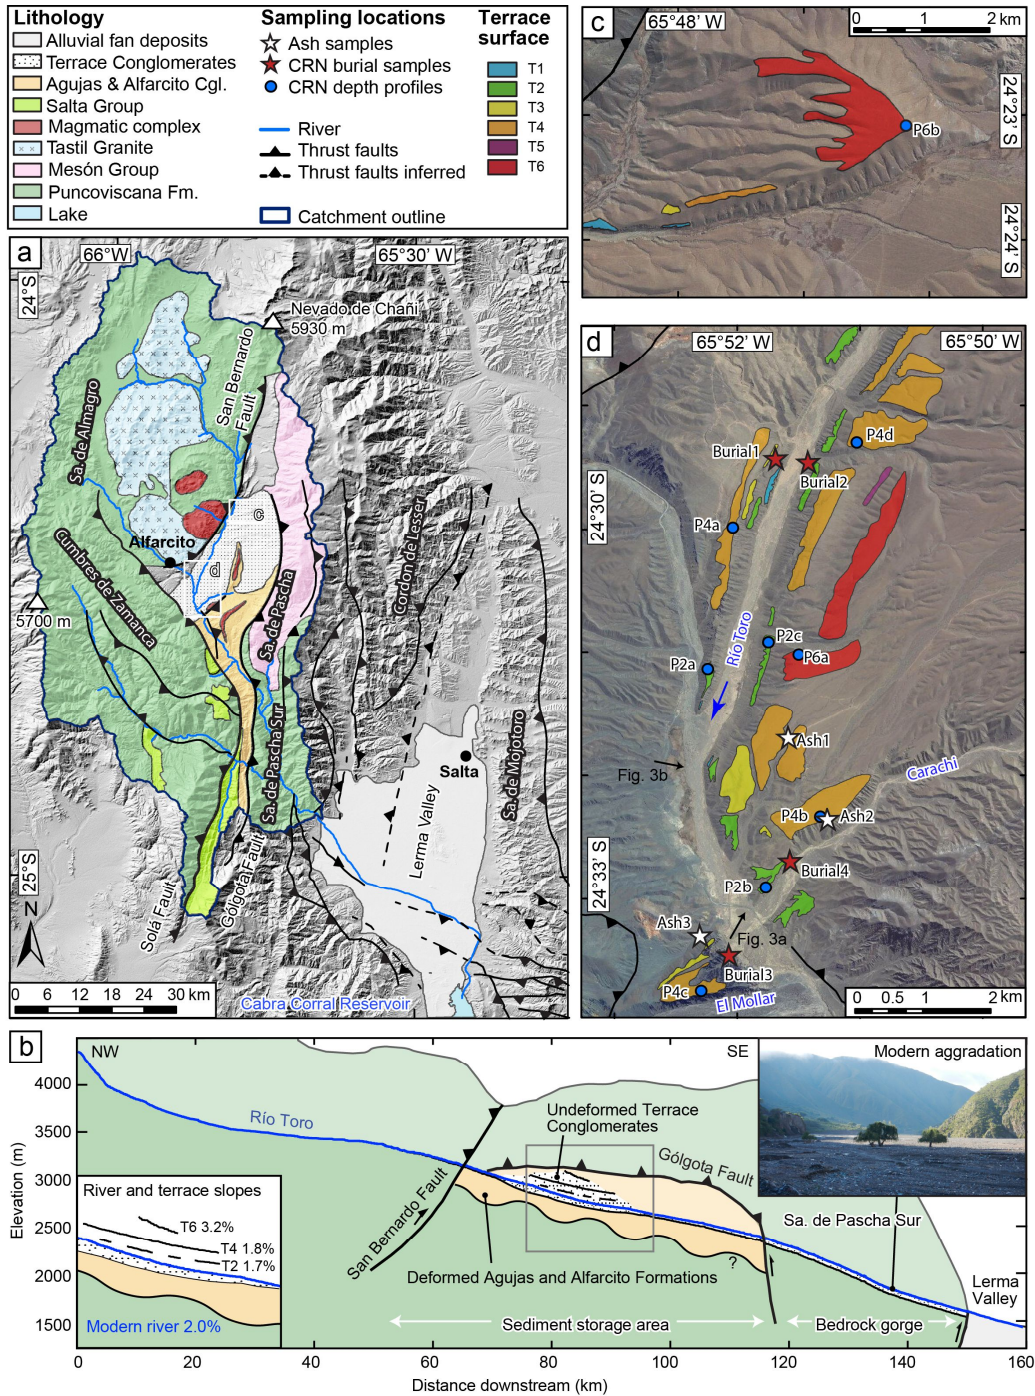 Lithology
Alluvial fan deposits
Terrace Conglomerates
Agujas & Alfarcito Cgl.
Salta Group
Magmatic complex
Tastil Granite
Mesón Group
Puncoviscana Fm.
Lake
Sampling locations
Ash samples
CRN burial samples
CRN depth profiles
River
Thrust faults
Thrust faults inferred
Catchment outline
Terrace
surface
T1
T2
T3
T4
T5
T6
c
65°48' W
0 1 2 km
P6b
24°23' S
24°24' S
a
66°W
65°30' W
24°S
Nevado de Chañi
5930 m
San Bernardo
Fault
Sa. de Almagro
c
Alfarcito
d
Cumbres de Zamanca
5700 m
Sa. de Pascha
Cordon de Lesser
Sa. de Pascha Sur
Salta
Sa. de Mojotoro
Lerma Valley
25°S
Solá Fault
Gólgota Fault
N
0 6 12 18 24 30 km
Cabra Corral Reservoir
d
65°52' W
65°50' W
P4d
Burial1
Burial2
24°30' S
P4a
Río Toro
P2c
P6a
P2a
Ash1
Fig. 3b
Carachi
P4b
Ash2
Burial4
24°33' S
P2b
Ash3
Fig. 3a
Burial3
P4c
El Mollar
0 0.5 1 2 km
b
NW
SE
Modern aggradation
4000
3500
3000
2500
2000
1500
Elevation (m)
Río Toro
Undeformed Terrace
Conglomerates
Gólgota Fault
San Bernardo Fault
Sa. de Pascha Sur
River and terrace slopes
T6 3.2%
T4 1.8%
T2 1.7%
Modern river 2.0%
Deformed Agujas and Alfarcito Formations
?
Lerma
Valley
Sediment storage area
Bedrock gorge
0 20 40 60 80 100 120 140 160
Distance downstream (km)